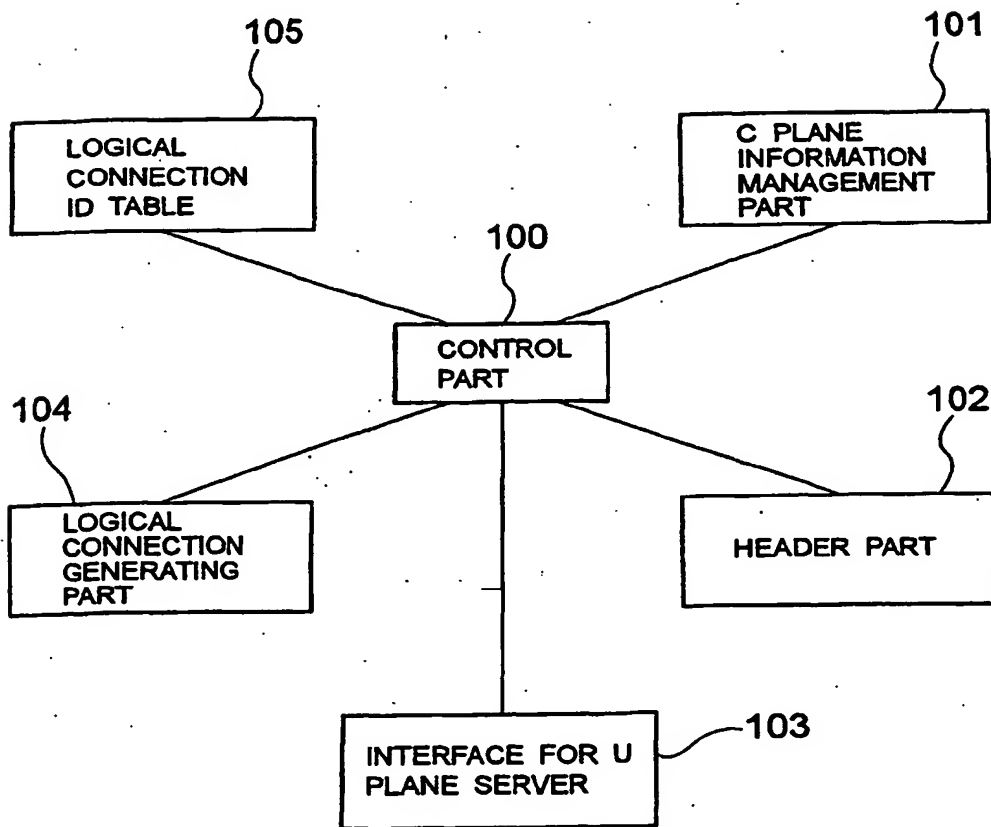 105
LOGICAL
CONNECTION
ID TABLE
101
C PLANE
INFORMATION
MANAGEMENT
PART
100
CONTROL
PART
104
LOGICAL
CONNECTION
GENERATING
PART
102
HEADER PART
103
INTERFACE FOR U
PLANE SERVER